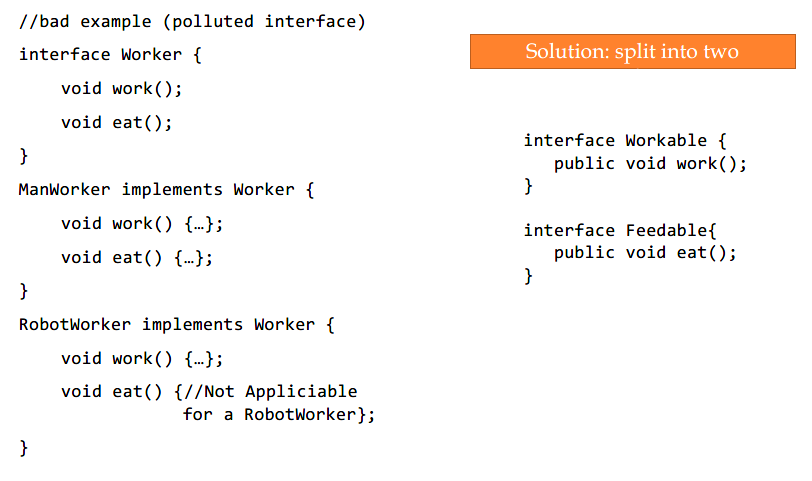 //bad example (polluted interface)
interface Worker {
void work();
void eat();
}
ManWorker implements Worker {
void work() {…};
void eat() {…};
}
RobotWorker implements Worker {
void work() {…};
void eat() {//Not Appliciable
for a RobotWorker};
}
Solution: split into two
interface Workable {
public void work();
}
interface Feedable{
public void eat();
}